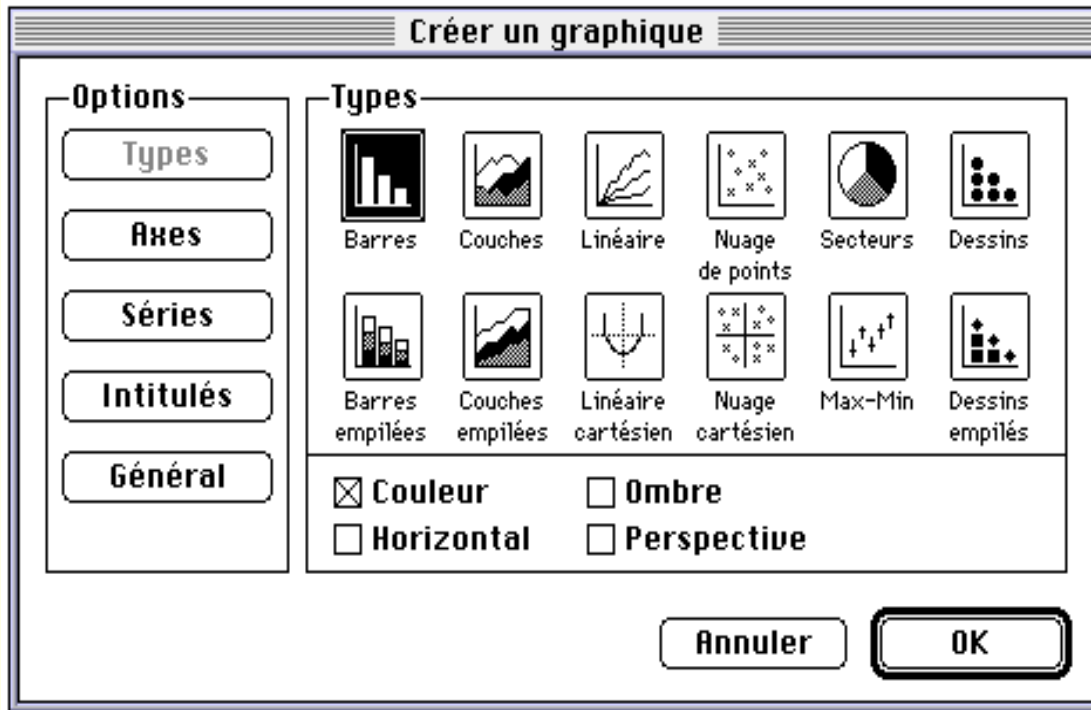 Créer un graphique
Options
Types
Axes
Séries
Intitulés
Général
Types
Barres
Couches
Linéaire
Nuage
de points
Secteurs
Dessins
Barres
empilées
Couches
empilées
Linéaire
cartésien
Nuage
cartésien
Max-Min
Dessins
empilés
Couleur
Ombre
Horizontal
Perspective
Annuler
OK